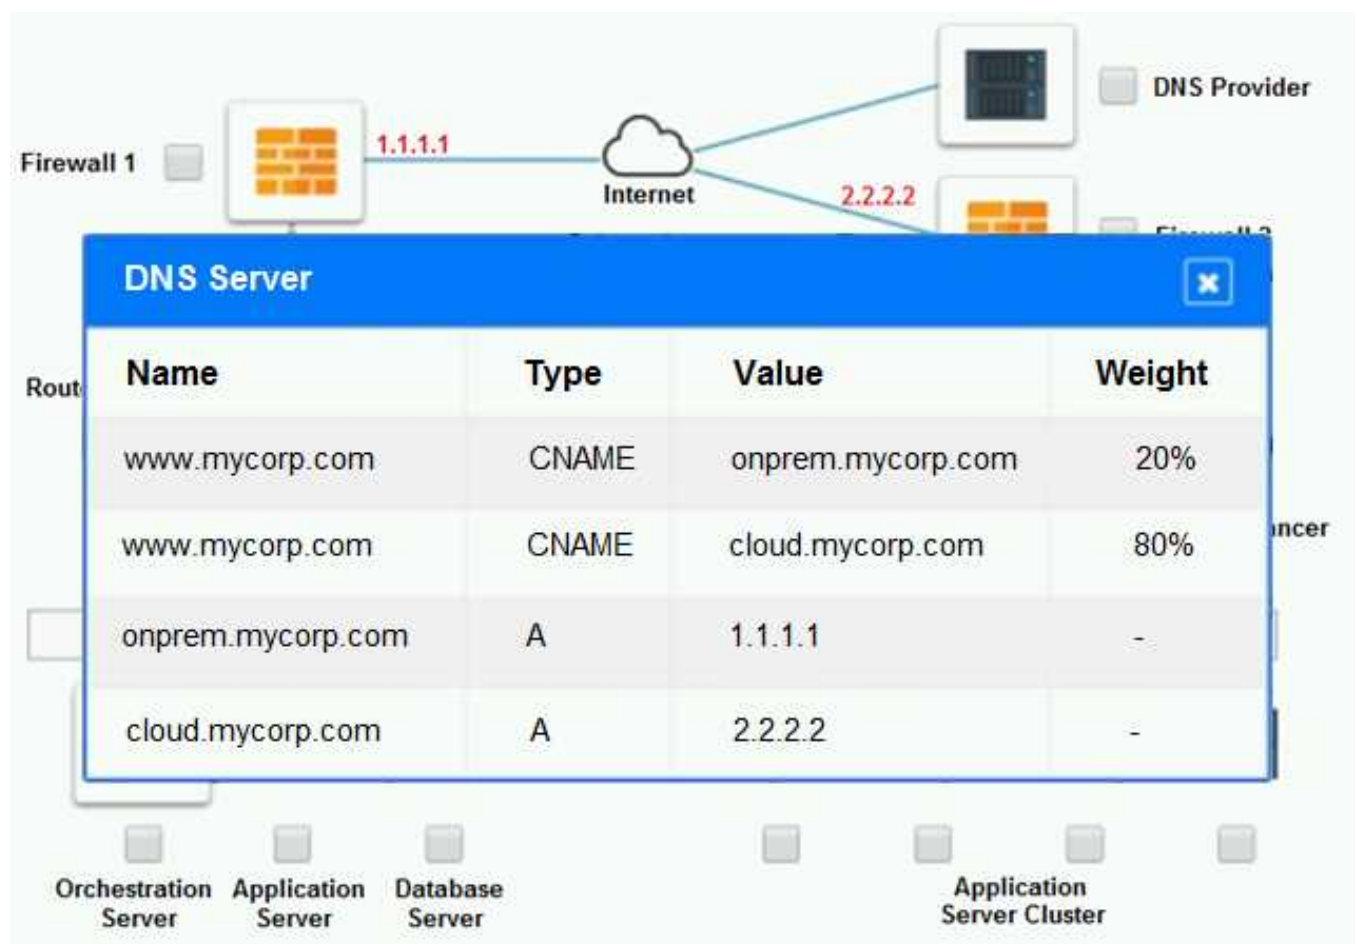 DNS Provider
Firewall 1
1.1.1.1
Internet
2.2.2.2
DNS Server
Name Type Value Weight
www.mycorp.com CNAME onprem.mycorp.com 20%
www.mycorp.com CNAME cloud.mycorp.com 80%
onprem.mycorp.com A 1.1.1.1 -
cloud.mycorp.com A 2.2.2.2 -
Orchestration Server
Application Server
Database Server
Application Server Cluster